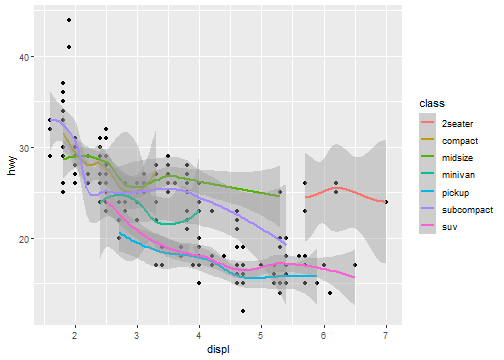 40
30
20
hwy
2
3
4
5
6
7
displ
class
2seater
compact
midsize
minivan
pickup
subcompact
suv